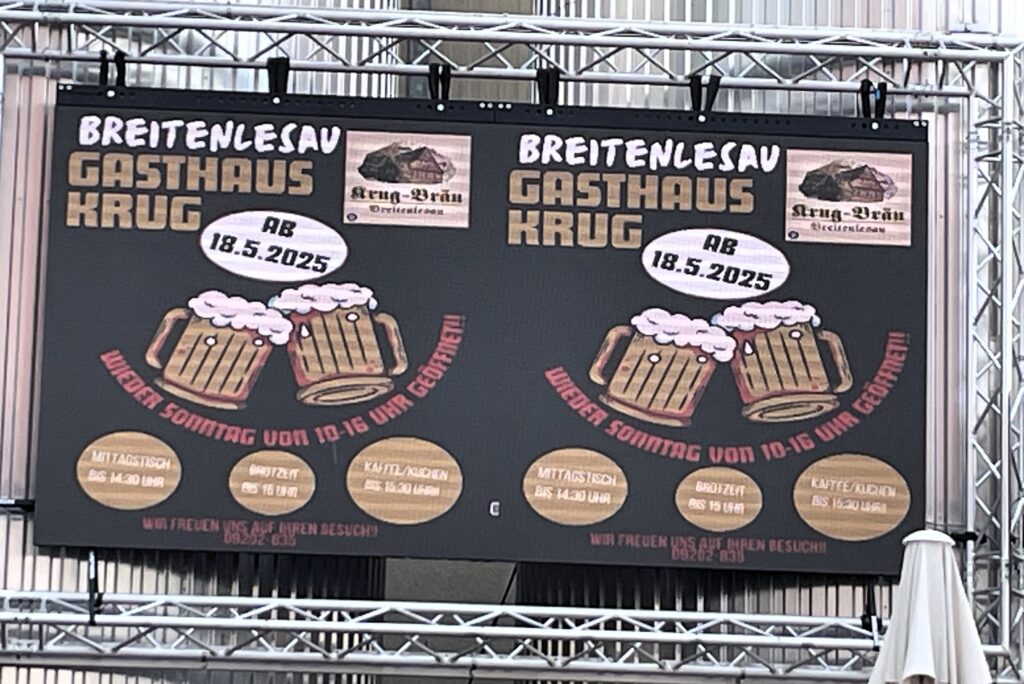 BREITENLESAU
GASTHAUS
KRUG
Krug-Bräu
Breitenlesau
AB
18.5.2025
WIEDER SONNTAG VON 10-16 UHR GEÖFFNET!!
MITTAGSTISCH
BIS 14:30 UHR
BROTZEIT
BIS 15 UHR
KAFFEE/KUCHEN
BIS 15:30 UHR!!
WIR FREUEN UNS AUF IHREN BESUCH!!
09202-835
BREITENLESAU
GASTHAUS
KRUG
Krug-Bräu
Breitenlesau
AB
18.5.2025
WIEDER SONNTAG VON 10-16 UHR GEÖFFNET!!
MITTAGSTISCH
BIS 14:30 UHR
BROTZEIT
BIS 15 UHR
KAFFEE/KUCHEN
BIS 15:30 UHR!!
WIR FREUEN UNS AUF IHREN BESUCH!!
09202-835